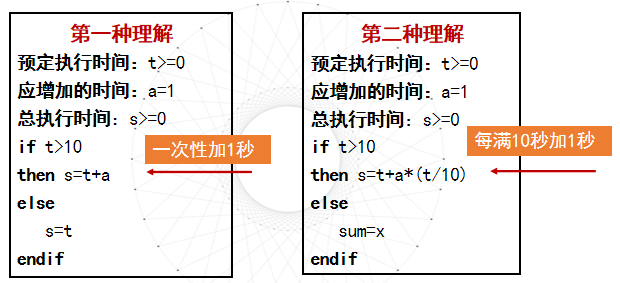 第一种理解
预定执行时间：t>=0
应增加的时间：a=1
总执行时间：s>=0
if t>10
then s=t+a
else
s=t
endif
一次性加1秒
第二种理解
预定执行时间：t>=0
应增加的时间：a=1
总执行时间：s>=0
if t>10
then s=t+a*(t/10)
else
sum=x
endif
每满10秒加1秒